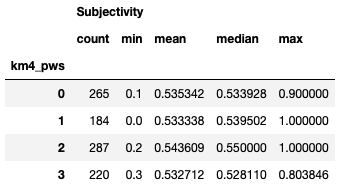 Subjectivity
count min mean median max
km4_pws
0 265 0.1 0.535342 0.533928 0.900000
1 184 0.0 0.533338 0.539502 1.000000
2 287 0.2 0.543609 0.550000 1.000000
3 220 0.3 0.532712 0.528110 0.803846